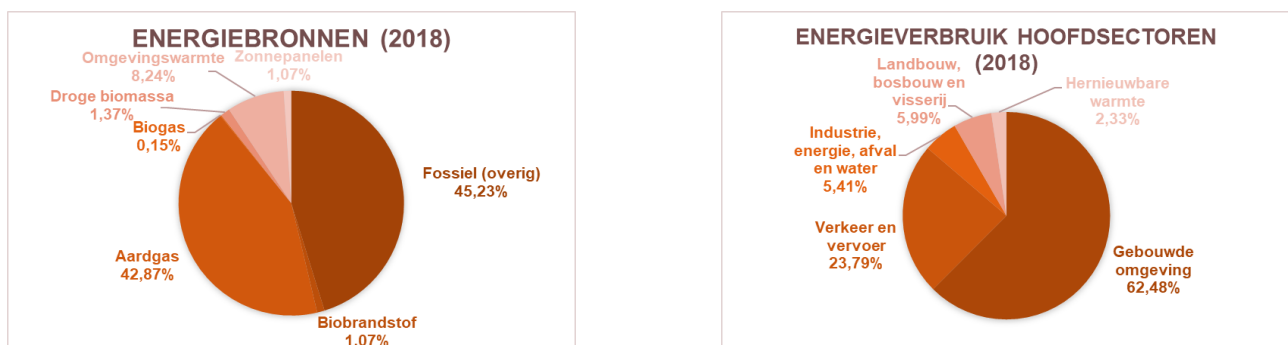 ENERGIEBRONNEN (2018)
Omgevingswarmte
8,24%
Zonnepanelen
1,07%
Droge biomassa
1,37%
Biogas
0,15%
Fossiel (overig)
45,23%
Aardgas
42,87%
Biobrandstof
1,07%
ENERGIEVERBRUIK HOOFDSECTOREN
(2018)
Landbouw,
bosbouw en
visserij
5,99%
Hernieuwbare
warmte
2,33%
Industrie,
energie, afval
en water
5,41%
Verkeer en
vervoer
23,79%
Gebouwde
omgeving
62,48%